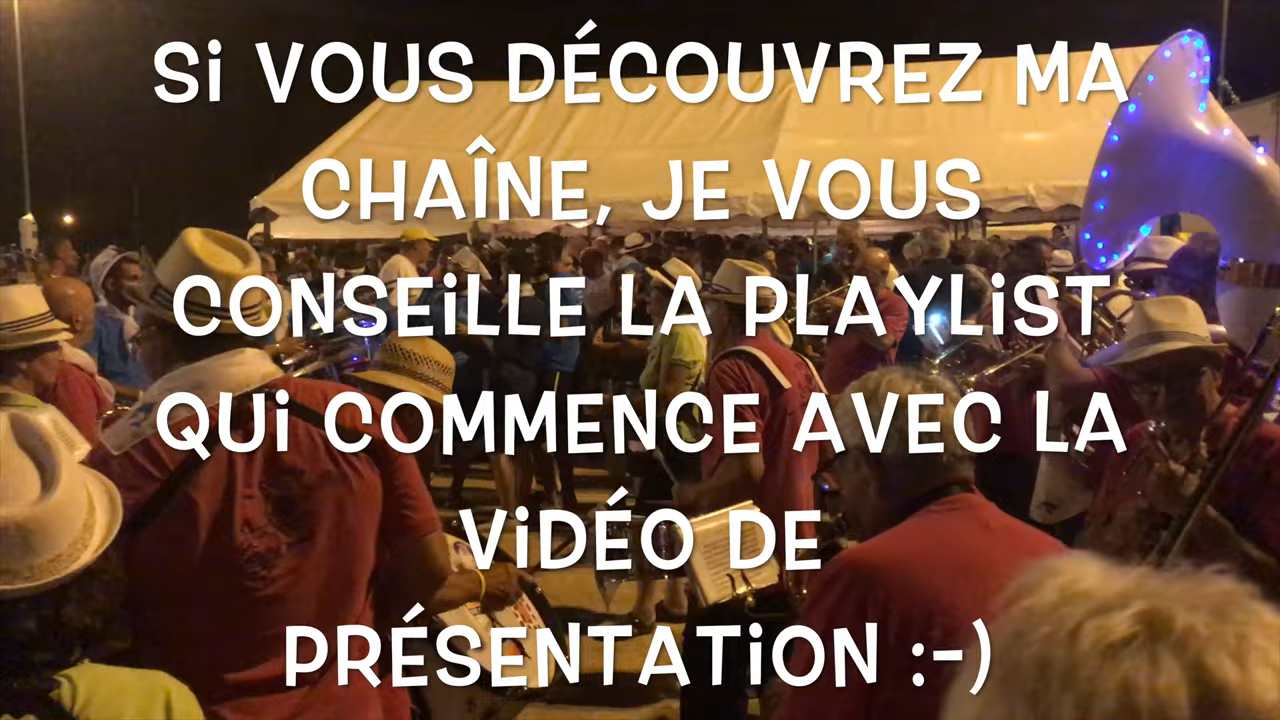 Si VOUS DÉCOUVREZ MA
CHAÎNE, JE VOUS
CONSEiLLE LA PLAYLiST
QUi COMMENCE AVEC LA
ViDÉO DE
PRÉSENTATiON :-)